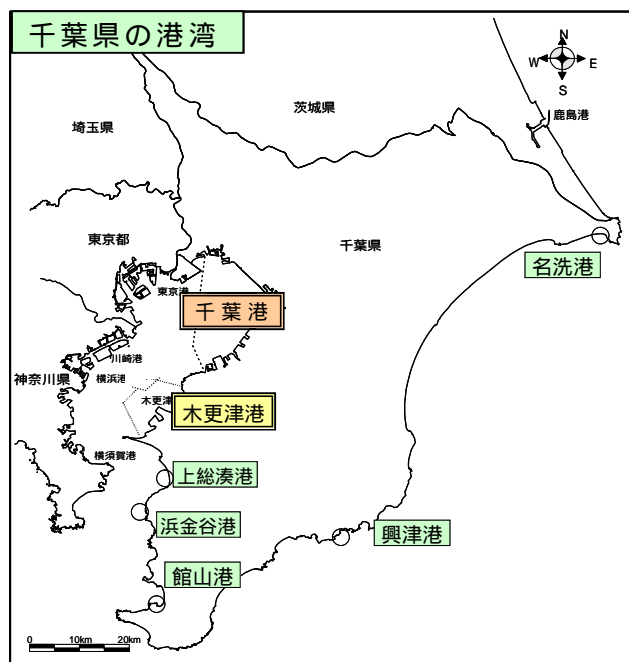 千葉県の港湾
N
W E
S
茨城県
鹿島港
埼玉県
東京都
千葉県
名洗港
東京港
千葉港
川崎港
神奈川県
横浜港
木更津
木更津港
横須賀港
上総湊港
浜金谷港
興津港
館山港
0 10km 20km